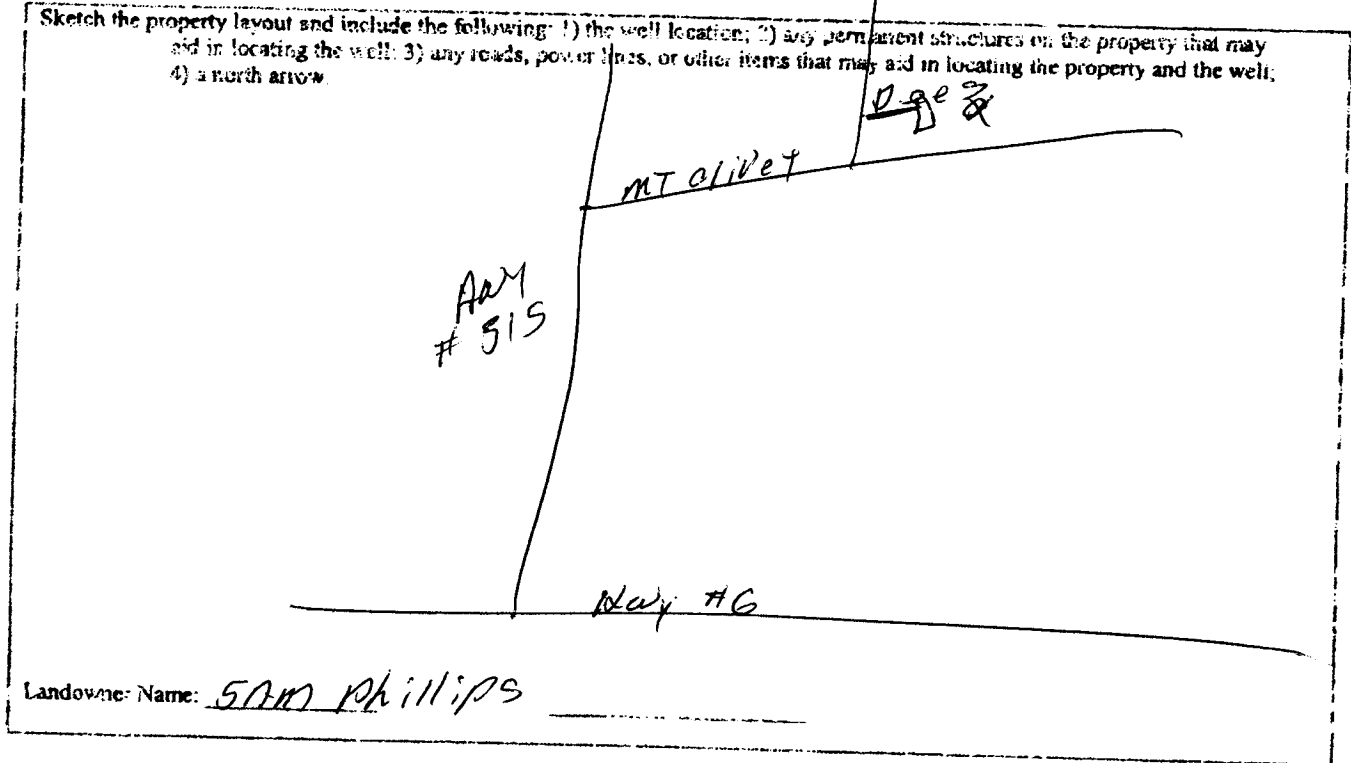 Sketch the property layout and include the following: 1) the well location; 2) any permanent structures on the property that may
aid in locating the well; 3) any roads, power lines, or other items that may aid in locating the property and the well;
4) a north arrow.
MT Olivet
# 315
Hwy #6
Landowner Name: SAM Phillips